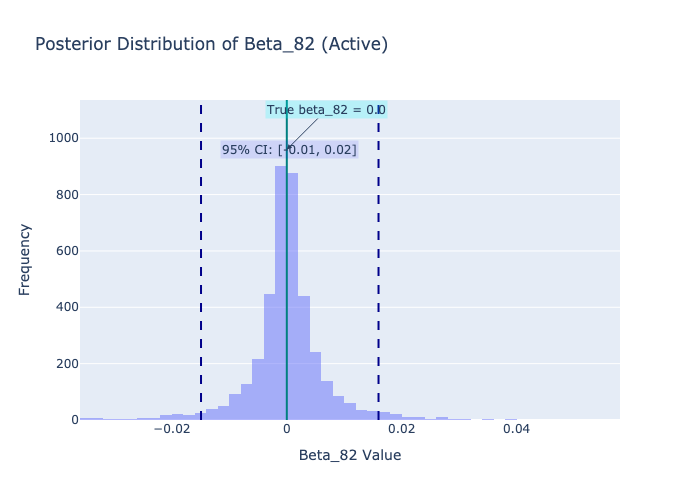 Posterior Distribution of Beta_82 (Active)
True beta_82 = 0.0
95% CI: [-0.01, 0.02]
1000
800
600
400
200
0
Frequency
−0.02
0
0.02
0.04
Beta_82 Value